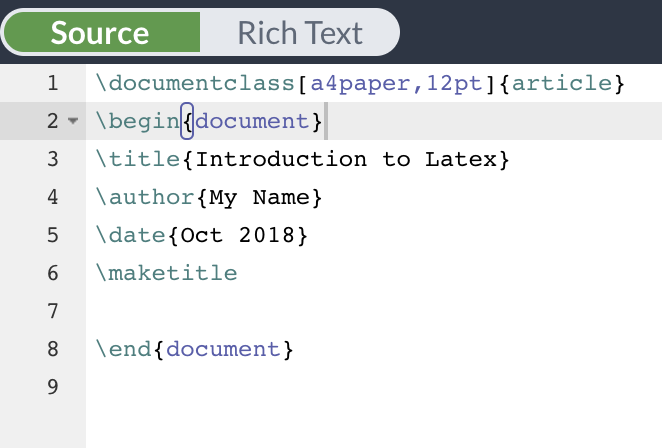 Source Rich Text
1 \documentclass[a4paper,12pt]{article}
2 \begin{document}
3 \title{Introduction to Latex}
4 \author{My Name}
5 \date{Oct 2018}
6 \maketitle
7
8 \end{document}
9